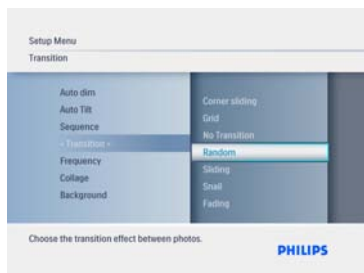 Setup Menu
Transition
Auto dim
Auto Tilt
Sequence
‹ Transition ›
Frequency
Collage
Background
Corner sliding
Grid
No Transition
Random
Sliding
Snail
Fading
Choose the transition effect between photos.
PHILIPS